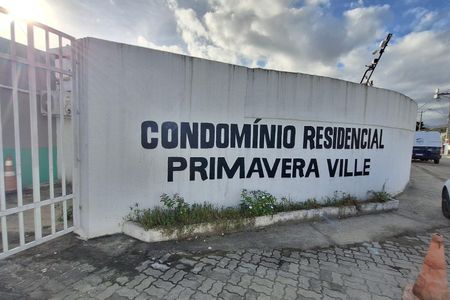 CONDOMÍNIO RESIDENCIAL
PRIMAVERA VILLE